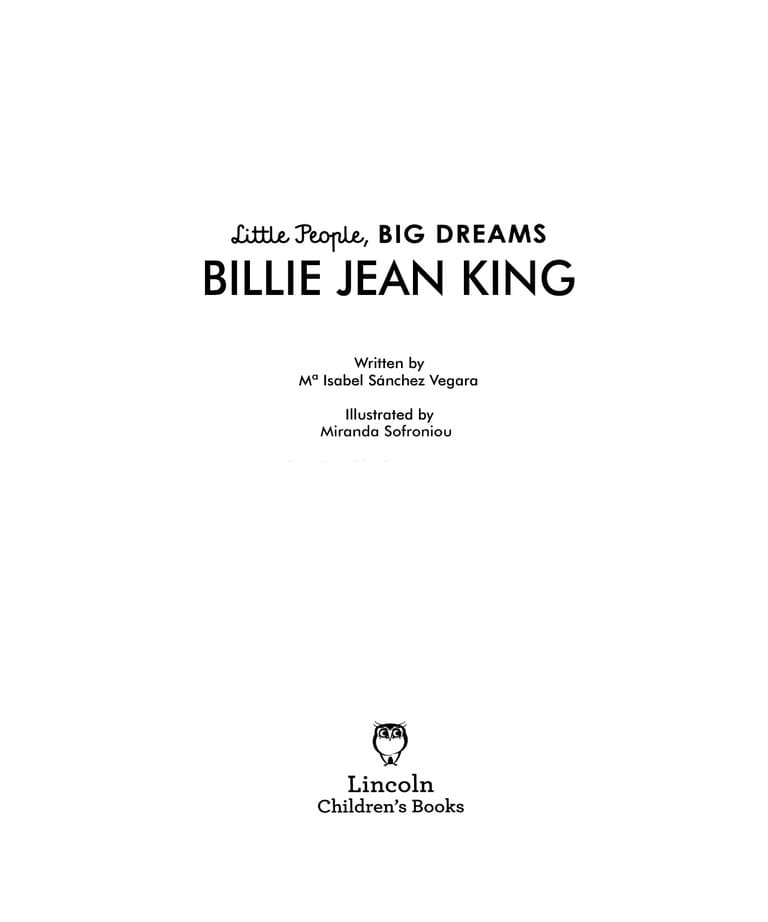 Little People, BIG DREAMS
BILLIE JEAN KING
Written by
Mª Isabel Sánchez Vegara
Illustrated by
Miranda Sofroniou
Lincoln
Children's Books